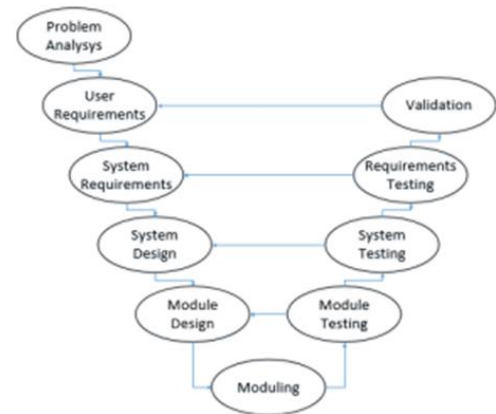 Problem
Analysys
User
Requirements
Validation
System
Requirements
Requirements
Testing
System
Design
System
Testing
Module
Design
Module
Testing
Moduling